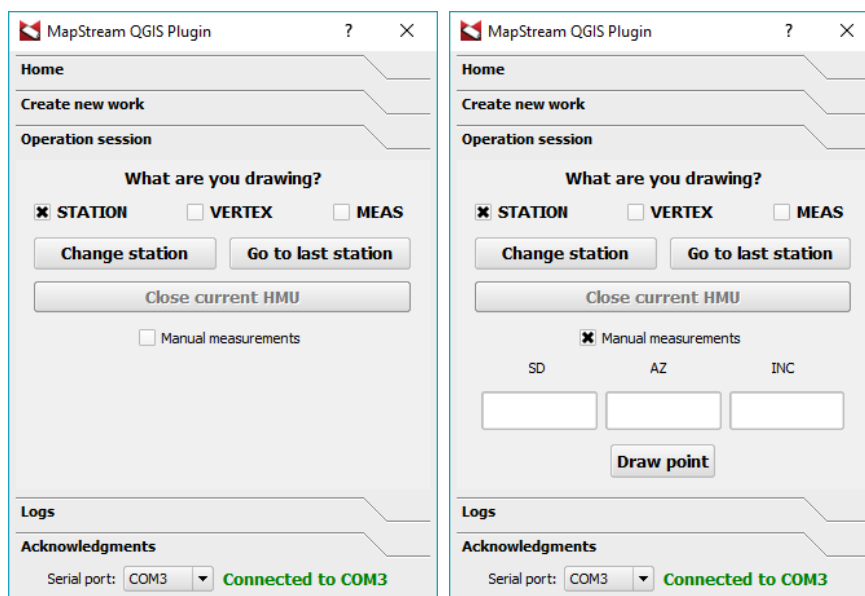 MapStream QGIS Plugin ?
Home
Create new work
Operation session
What are you drawing?
STATION VERTEX MEAS
Change station Go to last station
Close current HMU
Manual measurements
Logs
Acknowledgments
Serial port: COM3 Connected to COM3
MapStream QGIS Plugin ?
Home
Create new work
Operation session
What are you drawing?
STATION VERTEX MEAS
Change station Go to last station
Close current HMU
Manual measurements
SD AZ INC
Draw point
Logs
Acknowledgments
Serial port: COM3 Connected to COM3